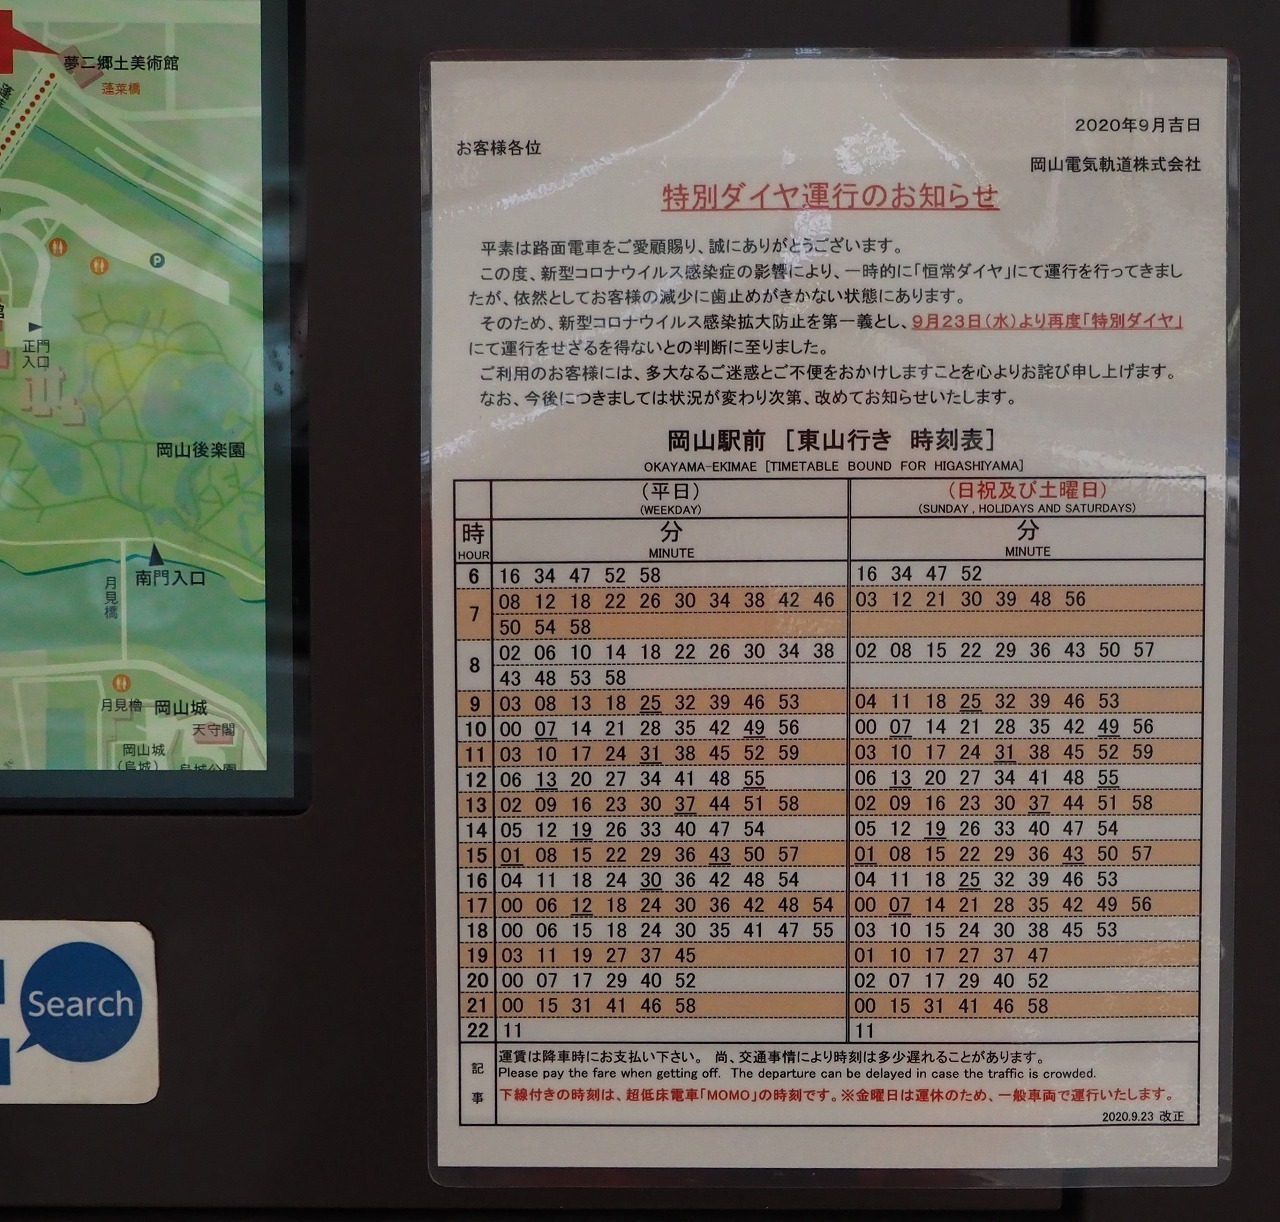 夢二郷土美術館
蓬莱橋
P
正門
入口
岡山後楽園
南門入口
月見橋
月見櫓
岡山城
天守閣
岡山城
(烏城)
烏城公園
Search
2020年9月吉日
お客様各位
岡山電気軌道株式会社
特別ダイヤ運行のお知らせ
平素は路面電車をご愛顧賜り、誠にありがとうございます。
この度、新型コロナウイルス感染症の影響により、一時的に「恒常ダイヤ」にて運行を行ってきまし
たが、依然としてお客様の減少に歯止めがきかない状態にあります。
そのため、新型コロナウイルス感染拡大防止を第一義とし、9月23日(水)より再度「特別ダイヤ」
にて運行をせざるを得ないとの判断に至りました。
ご利用のお客様には、多大なるご迷惑とご不便をおかけしますことを心よりお詫び申し上げます。
なお、今後につきましては状況が変わり次第、改めてお知らせいたします。
岡山駅前 [東山行き 時刻表]
OKAYAMA-EKIMAE [TIMETABLE BOUND FOR HIGASHIYAMA]
(平日) (日祝及び土曜日)
(WEEKDAY) (SUNDAY , HOLIDAYS AND SATURDAYS)
時 分 分
HOUR MINUTE MINUTE
6 16 34 47 52 58 16 34 47 52
7 08 12 18 22 26 30 34 38 42 46 03 12 21 30 39 48 56
50 54 58
8 02 06 10 14 18 22 26 30 34 38 02 08 15 22 29 36 43 50 57
43 48 53 58
9 03 08 13 18 25 32 39 46 53 04 11 18 25 32 39 46 53
10 00 07 14 21 28 35 42 49 56 00 07 14 21 28 35 42 49 56
11 03 10 17 24 31 38 45 52 59 03 10 17 24 31 38 45 52 59
12 06 13 20 27 34 41 48 55 06 13 20 27 34 41 48 55
13 02 09 16 23 30 37 44 51 58 02 09 16 23 30 37 44 51 58
14 05 12 19 26 33 40 47 54 05 12 19 26 33 40 47 54
15 01 08 15 22 29 36 43 50 57 01 08 15 22 29 36 43 50 57
16 04 11 18 24 30 36 42 48 54 04 11 18 25 32 39 46 53
17 00 06 12 18 24 30 36 42 48 54 00 07 14 21 28 35 42 49 56
18 00 06 15 18 24 30 35 41 47 55 03 10 15 24 30 38 45 53
19 03 11 19 27 37 45 01 10 17 27 37 47
20 00 07 17 29 40 52 02 07 17 29 40 52
21 00 15 31 41 46 58 00 15 31 41 46 58
22 11 11
記事
運賃は降車時にお支払い下さい。 尚、交通事情により時刻は多少遅れることがあります。
Please pay the fare when getting off. The departure can be delayed in case the traffic is crowded.
下線付きの時刻は、超低床電車「MOMO」の時刻です。※金曜日は運休のため、一般車両で運行いたします。
2020.9.23 改正